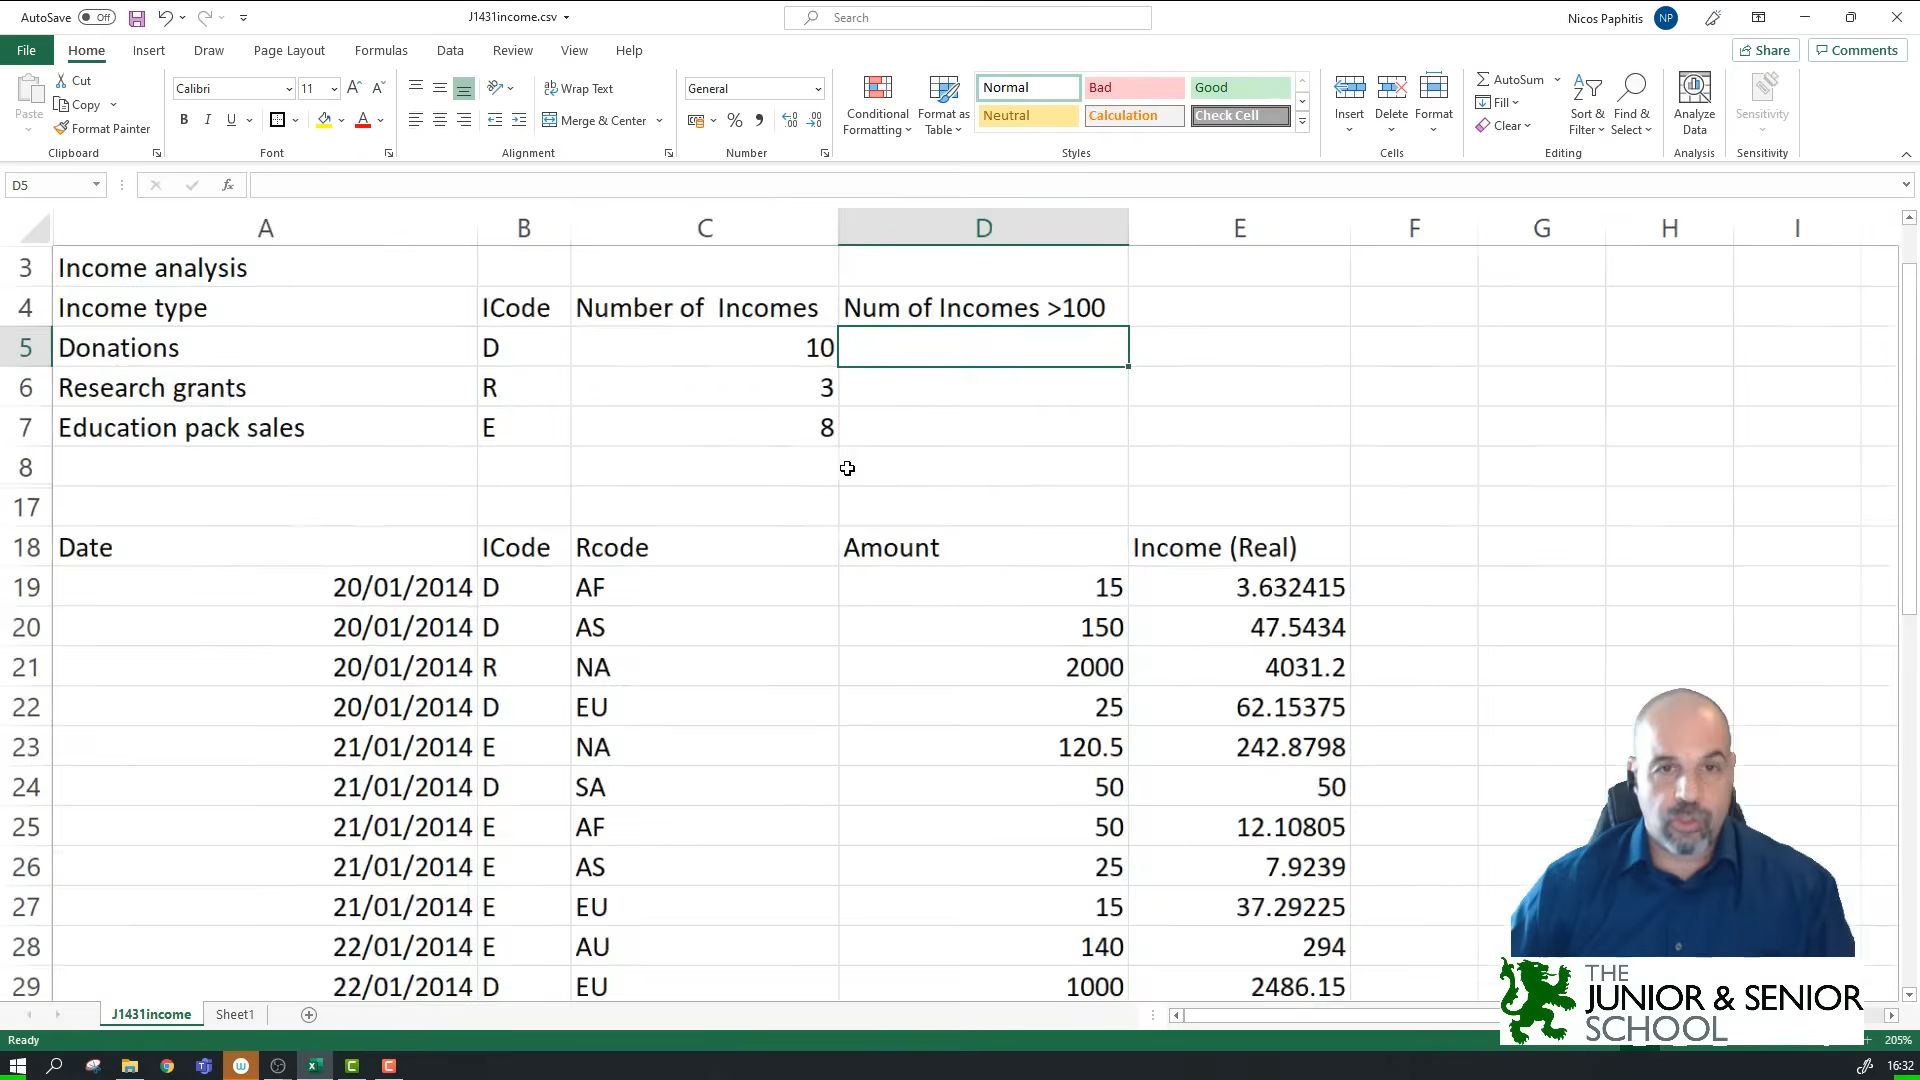 AutoSave Off
J1431income.csv
Search
Nicos Paphitis NP
File Home Insert Draw Page Layout Formulas Data Review View Help
Share Comments
Paste
Cut
Copy
Format Painter
Clipboard
Calibri 11
B I U
Font
Wrap Text
Merge & Center
Alignment
General
Number
Conditional Formatting
Format as Table
Normal Bad Good
Neutral Calculation Check Cell
Styles
Insert Delete Format
Cells
AutoSum
Fill
Clear
Sort & Filter
Find & Select
Editing
Analyze Data
Analysis
Sensitivity
Sensitivity
D5 fx
A B C D E F G H I
3 Income analysis
4 Income type ICode Number of  Incomes Num of Incomes >100
5 Donations D 10
6 Research grants R 3
7 Education pack sales E 8
8
17
18 Date ICode Rcode Amount Income (Real)
19 20/01/2014 D AF 15 3.632415
20 20/01/2014 D AS 150 47.5434
21 20/01/2014 R NA 2000 4031.2
22 20/01/2014 D EU 25 62.15375
23 21/01/2014 E NA 120.5 242.8798
24 21/01/2014 D SA 50 50
25 21/01/2014 E AF 50 12.10805
26 21/01/2014 E AS 25 7.9239
27 21/01/2014 E EU 15 37.29225
28 22/01/2014 E AU 140 294
29 22/01/2014 D EU 1000 2486.15
THE
JUNIOR & SENIOR
SCHOOL
J1431income Sheet1
Ready
205%
16:32